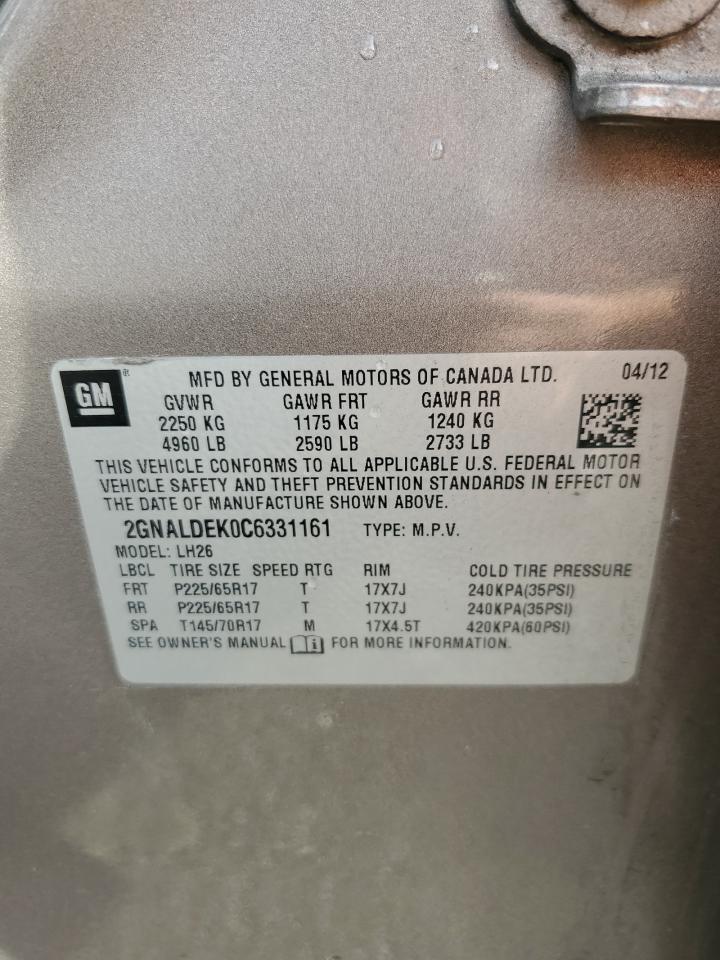 GM®
MFD BY GENERAL MOTORS OF CANADA LTD. 04/12
GVWR GAWR FRT GAWR RR
2250 KG 1175 KG 1240 KG
4960 LB 2590 LB 2733 LB
THIS VEHICLE CONFORMS TO ALL APPLICABLE U.S. FEDERAL MOTOR
VEHICLE SAFETY AND THEFT PREVENTION STANDARDS IN EFFECT ON
THE DATE OF MANUFACTURE SHOWN ABOVE.
2GNALDEK0C6331161 TYPE: M.P.V.
MODEL: LH26
LBCL TIRE SIZE SPEED RTG RIM COLD TIRE PRESSURE
FRT P225/65R17 T 17X7J 240KPA(35PSI)
RR P225/65R17 T 17X7J 240KPA(35PSI)
SPA T145/70R17 M 17X4.5T 420KPA(60PSI)
SEE OWNER'S MANUAL i FOR MORE INFORMATION.